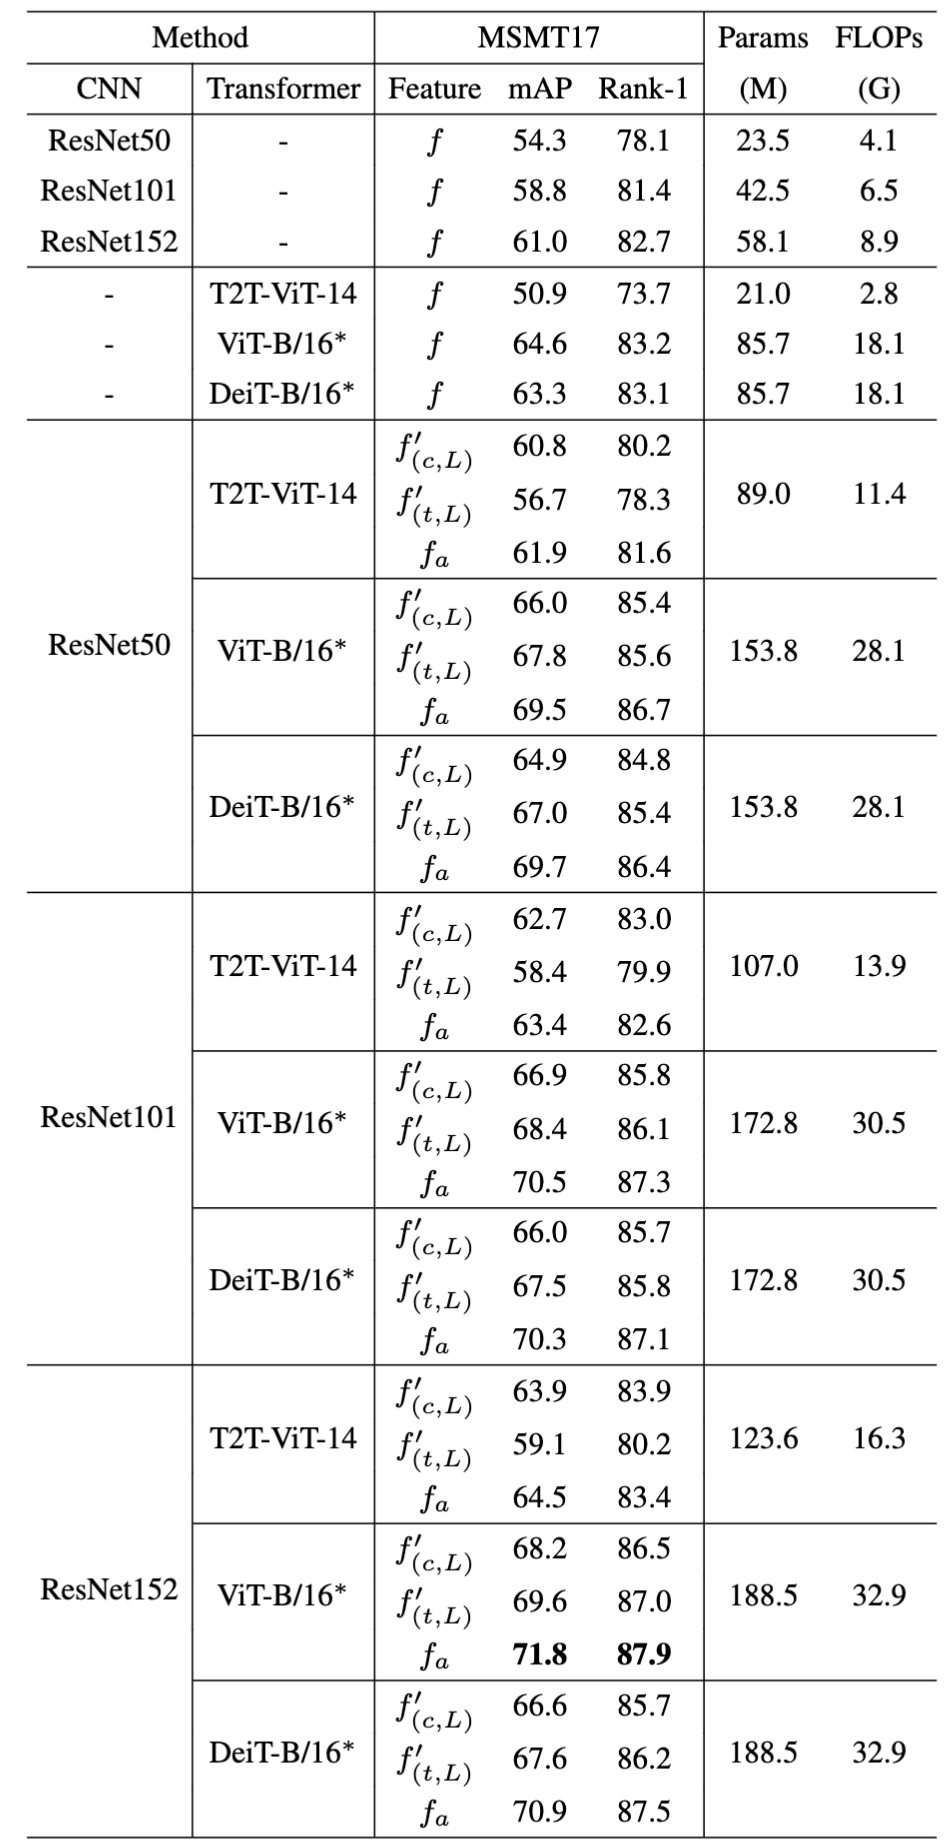 Method MSMT17 Params FLOPs
CNN Transformer Feature mAP Rank-1 (M) (G)
ResNet50 - f 54.3 78.1 23.5 4.1
ResNet101 - f 58.8 81.4 42.5 6.5
ResNet152 - f 61.0 82.7 58.1 8.9
- T2T-ViT-14 f 50.9 73.7 21.0 2.8
- ViT-B/16* f 64.6 83.2 85.7 18.1
- DeiT-B/16* f 63.3 83.1 85.7 18.1
f′(c,L) 60.8 80.2
T2T-ViT-14 f′(t,L) 56.7 78.3 89.0 11.4
fa 61.9 81.6
f′(c,L) 66.0 85.4
ResNet50 ViT-B/16* f′(t,L) 67.8 85.6 153.8 28.1
fa 69.5 86.7
f′(c,L) 64.9 84.8
DeiT-B/16* f′(t,L) 67.0 85.4 153.8 28.1
fa 69.7 86.4
f′(c,L) 62.7 83.0
T2T-ViT-14 f′(t,L) 58.4 79.9 107.0 13.9
fa 63.4 82.6
f′(c,L) 66.9 85.8
ResNet101 ViT-B/16* f′(t,L) 68.4 86.1 172.8 30.5
fa 70.5 87.3
f′(c,L) 66.0 85.7
DeiT-B/16* f′(t,L) 67.5 85.8 172.8 30.5
fa 70.3 87.1
f′(c,L) 63.9 83.9
T2T-ViT-14 f′(t,L) 59.1 80.2 123.6 16.3
fa 64.5 83.4
f′(c,L) 68.2 86.5
ResNet152 ViT-B/16* f′(t,L) 69.6 87.0 188.5 32.9
fa 71.8 87.9
f′(c,L) 66.6 85.7
DeiT-B/16* f′(t,L) 67.6 86.2 188.5 32.9
fa 70.9 87.5